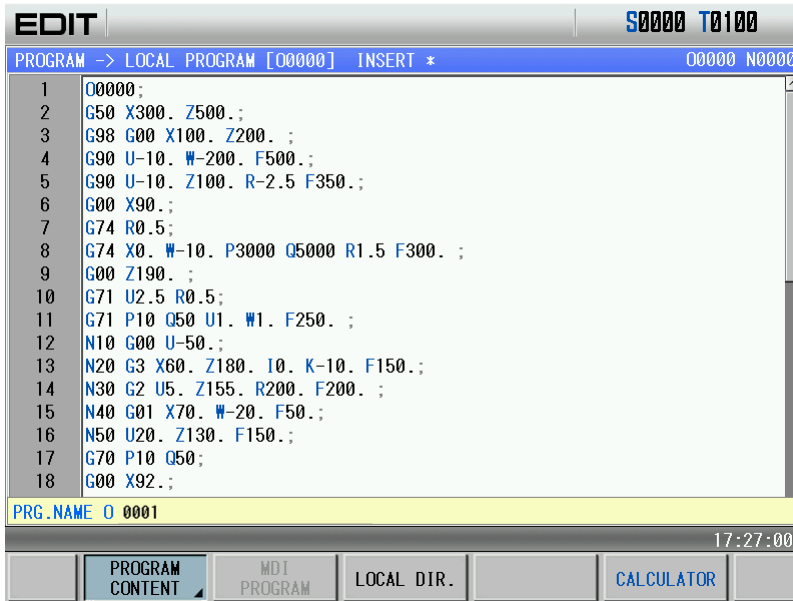 EDIT S0000 T0100
PROGRAM -> LOCAL PROGRAM [O0000] INSERT * O0000 N0000
1 O0000;
2 G50 X300. Z500.;
3 G98 G00 X100. Z200. ;
4 G90 U-10. W-200. F500.;
5 G90 U-10. Z100. R-2.5 F350.;
6 G00 X90.;
7 G74 R0.5;
8 G74 X0. W-10. P3000 Q5000 R1.5 F300. ;
9 G00 Z190. ;
10 G71 U2.5 R0.5;
11 G71 P10 Q50 U1. W1. F250. ;
12 N10 G00 U-50.;
13 N20 G3 X60. Z180. I0. K-10. F150.;
14 N30 G2 U5. Z155. R200. F200. ;
15 N40 G01 X70. W-20. F50.;
16 N50 U20. Z130. F150.;
17 G70 P10 Q50;
18 G00 X92.;
PRG.NAME O 0001
17:27:00
PROGRAM CONTENT MDI PROGRAM LOCAL DIR. CALCULATOR